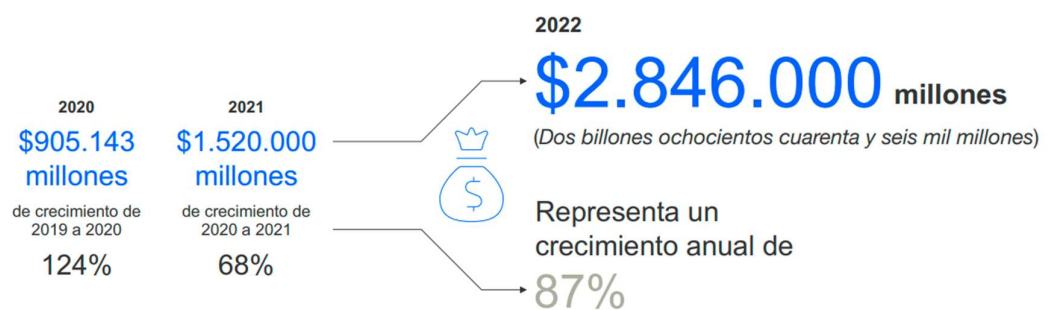 2020
$905.143
millones
de crecimiento de
2019 a 2020
124%
2021
$1.520.000
millones
de crecimiento de
2020 a 2021
68%
$
2022
$2.846.000 millones
(Dos billones ochocientos cuarenta y seis mil millones)
Representa un
crecimiento anual de
87%